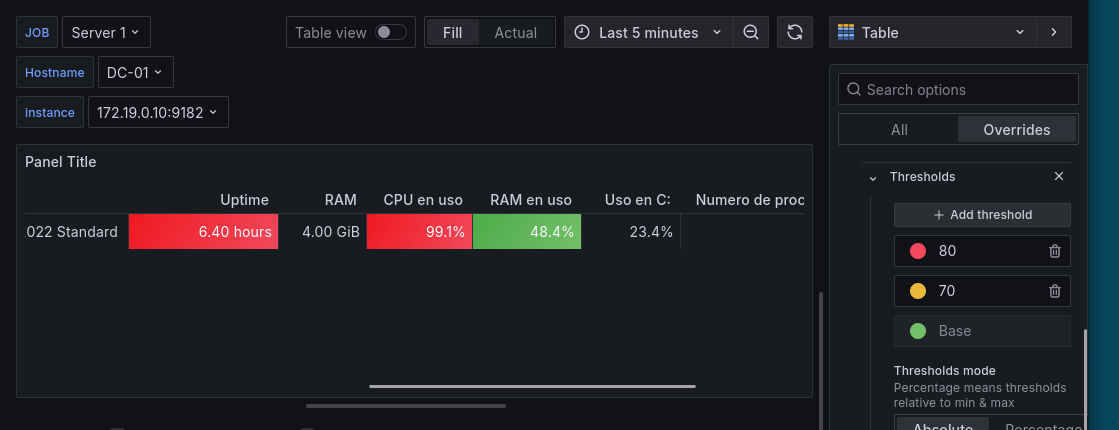 JOB Server 1 Table view Fill Actual Last 5 minutes Table
Hostname DC-01
instance 172.19.0.10:9182
Search options
All Overrides
Panel Title
Uptime RAM CPU en uso RAM en uso Uso en C: Numero de proc
022 Standard 6.40 hours 4.00 GiB 99.1% 48.4% 23.4%
Thresholds
+ Add threshold
80
70
Base
Thresholds mode
Percentage means thresholds
relative to min & max
Absolute Percentage